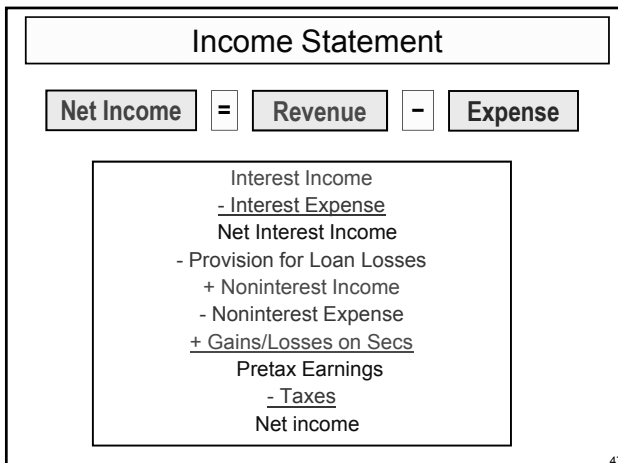 Income Statement
Net Income = Revenue – Expense
Interest Income
- Interest Expense
Net Interest Income
- Provision for Loan Losses
+ Noninterest Income
- Noninterest Expense
+ Gains/Losses on Secs
Pretax Earnings
- Taxes
Net income